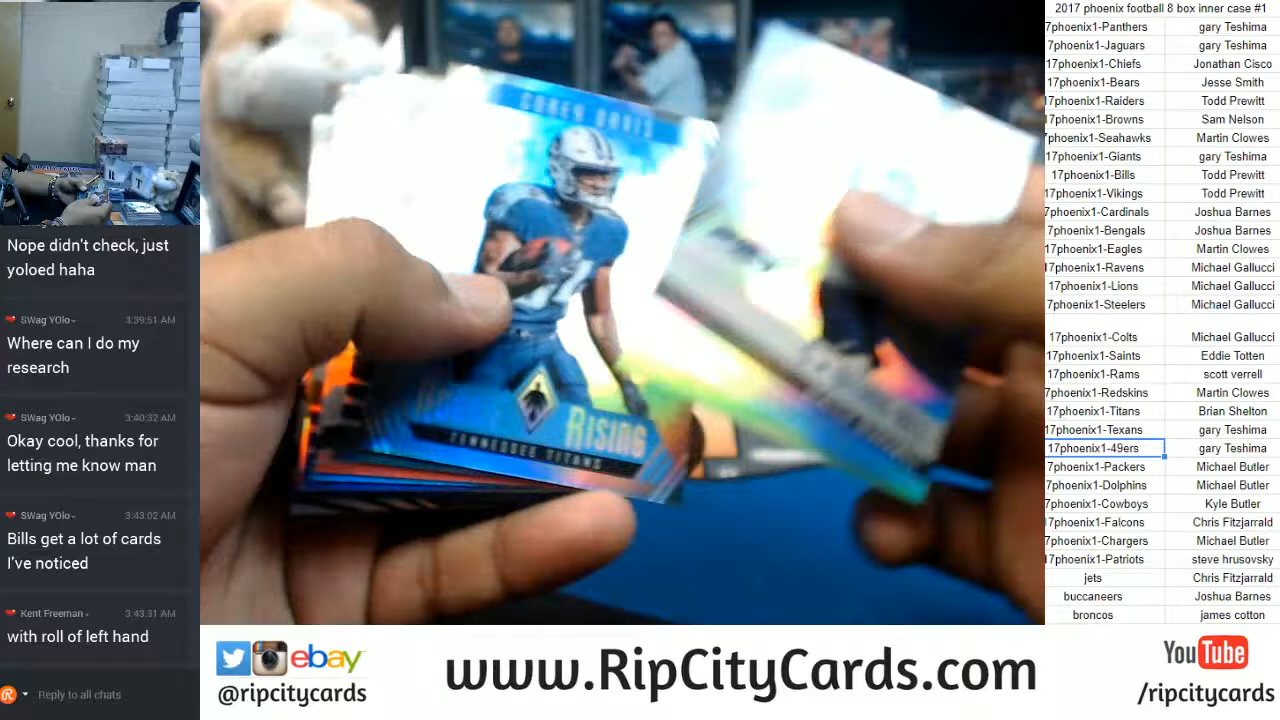 Nope didn't check, just
yoloed haha
SWag YOlo
3:39:51 AM
Where can I do my
research
SWag YOlo
3:40:32 AM
Okay cool, thanks for
letting me know man
SWag YOlo
3:43:02 AM
Bills get a lot of cards
I've noticed
Kent Freeman
3:43:31 AM
with roll of left hand
Reply to all chats
COREY DAVIS
RISING
TENNESSEE TITANS
2017 phoenix football 8 box inner case #1
7phoenix1-Panthers gary Teshima
7phoenix1-Jaguars gary Teshima
17phoenix1-Chiefs Jonathan Cisco
17phoenix1-Bears Jesse Smith
17phoenix1-Raiders Todd Prewitt
7phoenix1-Browns Sam Nelson
7phoenix1-Seahawks Martin Clowes
17phoenix1-Giants gary Teshima
17phoenix1-Bills Todd Prewitt
17phoenix1-Vikings Todd Prewitt
7phoenix1-Cardinals Joshua Barnes
7phoenix1-Bengals Joshua Barnes
17phoenix1-Eagles Martin Clowes
17phoenix1-Ravens Michael Gallucci
17phoenix1-Lions Michael Gallucci
7phoenix1-Steelers Michael Gallucci
17phoenix1-Colts Michael Gallucci
17phoenix1-Saints Eddie Totten
17phoenix1-Rams scott verrell
17phoenix1-Redskins Martin Clowes
17phoenix1-Titans Brian Shelton
17phoenix1-Texans gary Teshima
17phoenix1-49ers gary Teshima
17phoenix1-Packers Michael Butler
7phoenix1-Dolphins Michael Butler
7phoenix1-Cowboys Kyle Butler
17phoenix1-Falcons Chris Fitzjarrald
7phoenix1-Chargers Michael Butler
17phoenix1-Patriots steve hrusovsky
jets Chris Fitzjarrald
buccaneers Joshua Barnes
broncos james cotton
ebay
@ripcitycards
www.RipCityCards.com
YouTube
/ripcitycards